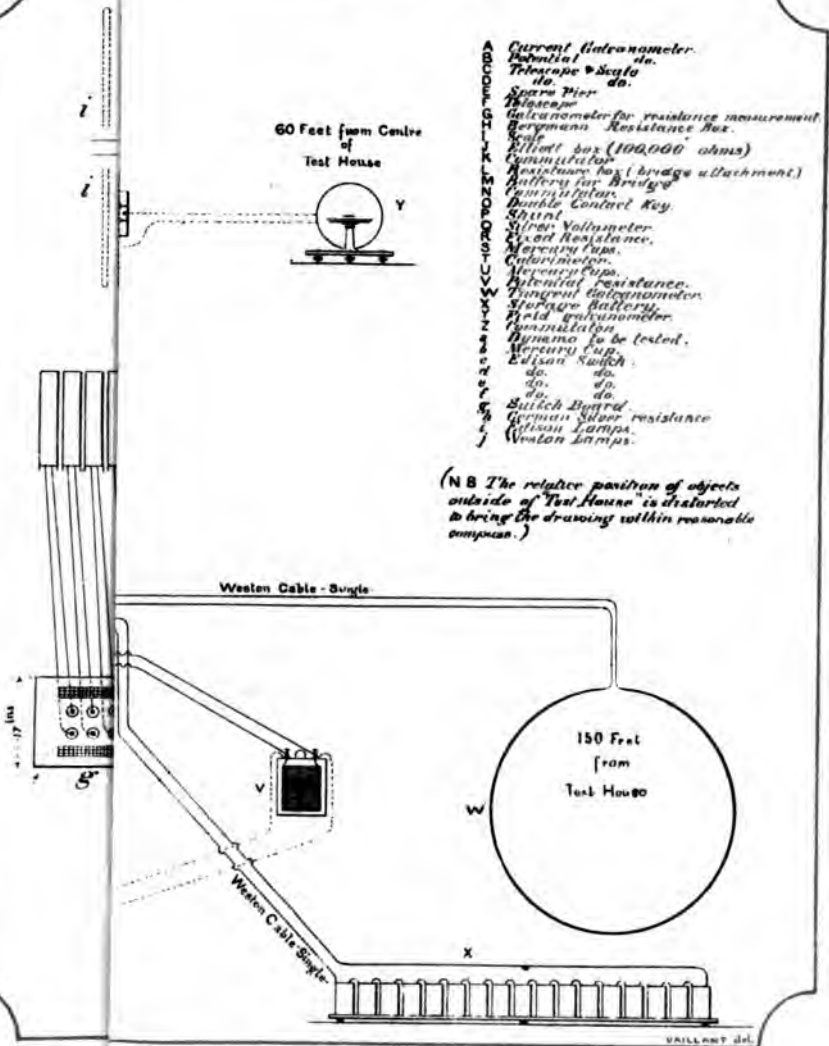 A Current Galvanometer.
B Potential do.
C Telescope & Scale
D do. do.
E Spare Pier
F Telescope
G Galvanometer for resistance measurement
H Bergmann Resistance Box.
I Scale
J Elliott box (100,000 ohms)
K Commutator
L Resistance box (bridge attachment.)
M Battery for Bridge
N Commutator
O Double Contact Key.
P Shunt
Q Silver Voltameter
R Fixed Resistance.
S Mercury Cups.
T Calorimeter.
U Mercury Cups.
V Potential resistance.
W Tangent Galvanometer
X Storage Battery.
Y Field galvanometer
Z Commutator
a Dynamo to be tested.
b Mercury Cup.
c Edison Switch.
d do. do.
e do. do.
f do. do.
g Switch Board.
h German Silver resistance
i Edison Lamps.
j Weston Lamps.
i
i
60 Feet from Centre
of
Test House
Y
(N B The relative position of objects
outside of "Test House" is distorted
to bring the drawing within reasonable
compass.)
Weston Cable - Single
17 ins
g
V
150 Feet
from
Test House
W
Weston Cable-Single
X
VAILLANT del.